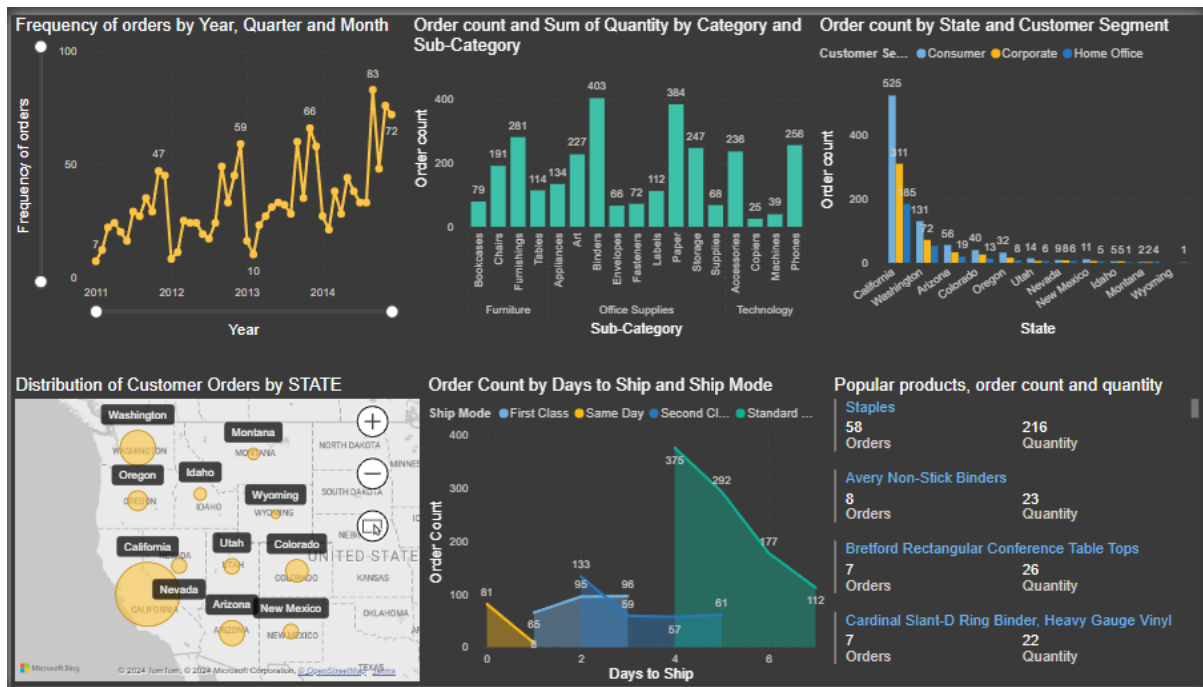 Frequency of orders by Year, Quarter and Month
Frequency of orders
100
50
0
7
47
59
10
66
83
72
2011 2012 2013 2014
Year
Order count and Sum of Quantity by Category and
Sub-Category
Order count
400
200
0
79 191 281 114 134 227 403 66 72 112 384 247 68 236 25 39 256
Bookcases Chairs Furnishings Tables Appliances Art Binders Envelopes Fasteners Labels Paper Storage Supplies Accessories Copiers Machines Phones
Furniture Office Supplies Technology
Sub-Category
Order count by State and Customer Segment
Customer Se... Consumer Corporate Home Office
Order count
400
200
0
525
311
185
131
72
56 19 40 13 32 8 14 6 986 11 5 551 224 1
California Washington Arizona Colorado Oregon Utah Nevada New Mexico Idaho Montana Wyoming
State
Distribution of Customer Orders by STATE
Washington
WASHINGTON
Montana
MONTANA
NORTH DAKOTA
Oregon
OREGON
Idaho
IDAHO
Wyoming
SOUTH DAKOTA
California
Utah
UTAH
Colorado
UNITED STATE
KANSAS
Nevada
CALIFORNIA
Arizona
ARIZONA
New Mexico
OKLAHOMA
TEXAS
Microsoft Bing
© 2024 TomTom, © 2024 Microsoft Corporation, © OpenStreetMap Terms
Order Count by Days to Ship and Ship Mode
Ship Mode First Class Same Day Second Cl... Standard ...
Order Count
400
300
200
100
0
81
8
65
95
96
133
59
57
61
375
292
177
112
0 2 4 6
Days to Ship
Popular products, order count and quantity
Staples
58 216
Orders Quantity
Avery Non-Stick Binders
8 23
Orders Quantity
Bretford Rectangular Conference Table Tops
7 26
Orders Quantity
Cardinal Slant-D Ring Binder, Heavy Gauge Vinyl
7 22
Orders Quantity